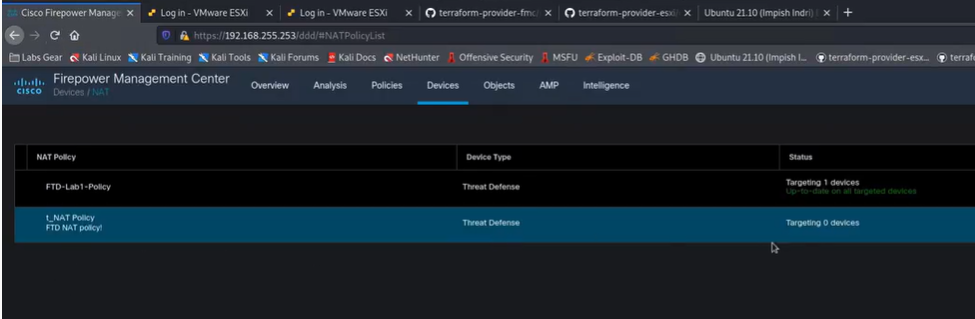 Cisco Firepower Manage
Log in - VMware ESXi
Log in - VMware ESXi
terraform-provider-fmc
terraform-provider-esxi
Ubuntu 21.10 (Impish Indri)
https://192.168.255.253/ddd/#NATPolicyList
Labs Gear Kali Linux Kali Training Kali Tools Kali Forums Kali Docs NetHunter Offensive Security MSFU Exploit-DB GHDB Ubuntu 21.10 (Impish I... terraform-provider-esx... terraf
CISCO
Firepower Management Center
Devices / NAT
Overview Analysis Policies Devices Objects AMP Intelligence
NAT Policy Device Type Status
FTD-Lab1-Policy Threat Defense Targeting 1 devices
Up-to-date on all targeted devices
t_NAT Policy
FTD NAT policy!
Threat Defense Targeting 0 devices